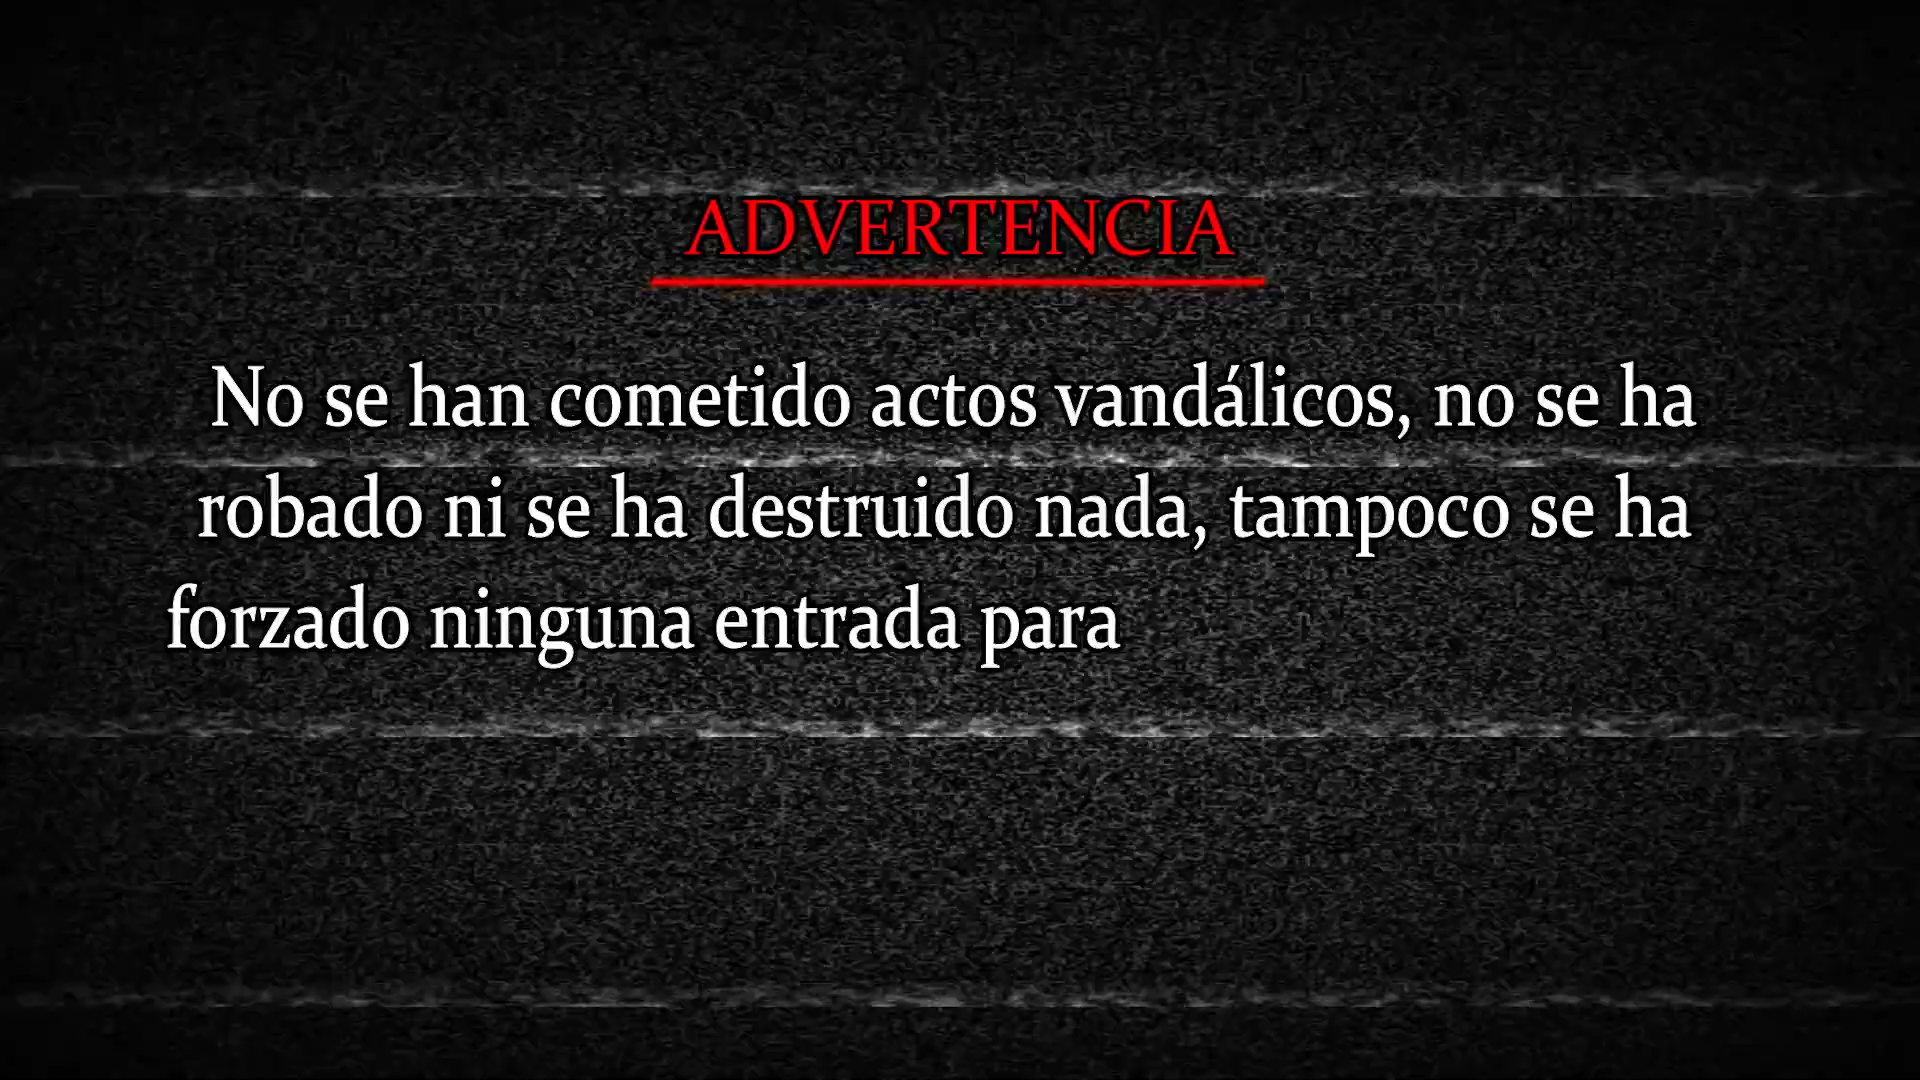 ADVERTENCIA
No se han cometido actos vandálicos, no se ha
robado ni se ha destruido nada, tampoco se ha
forzado ninguna entrada para